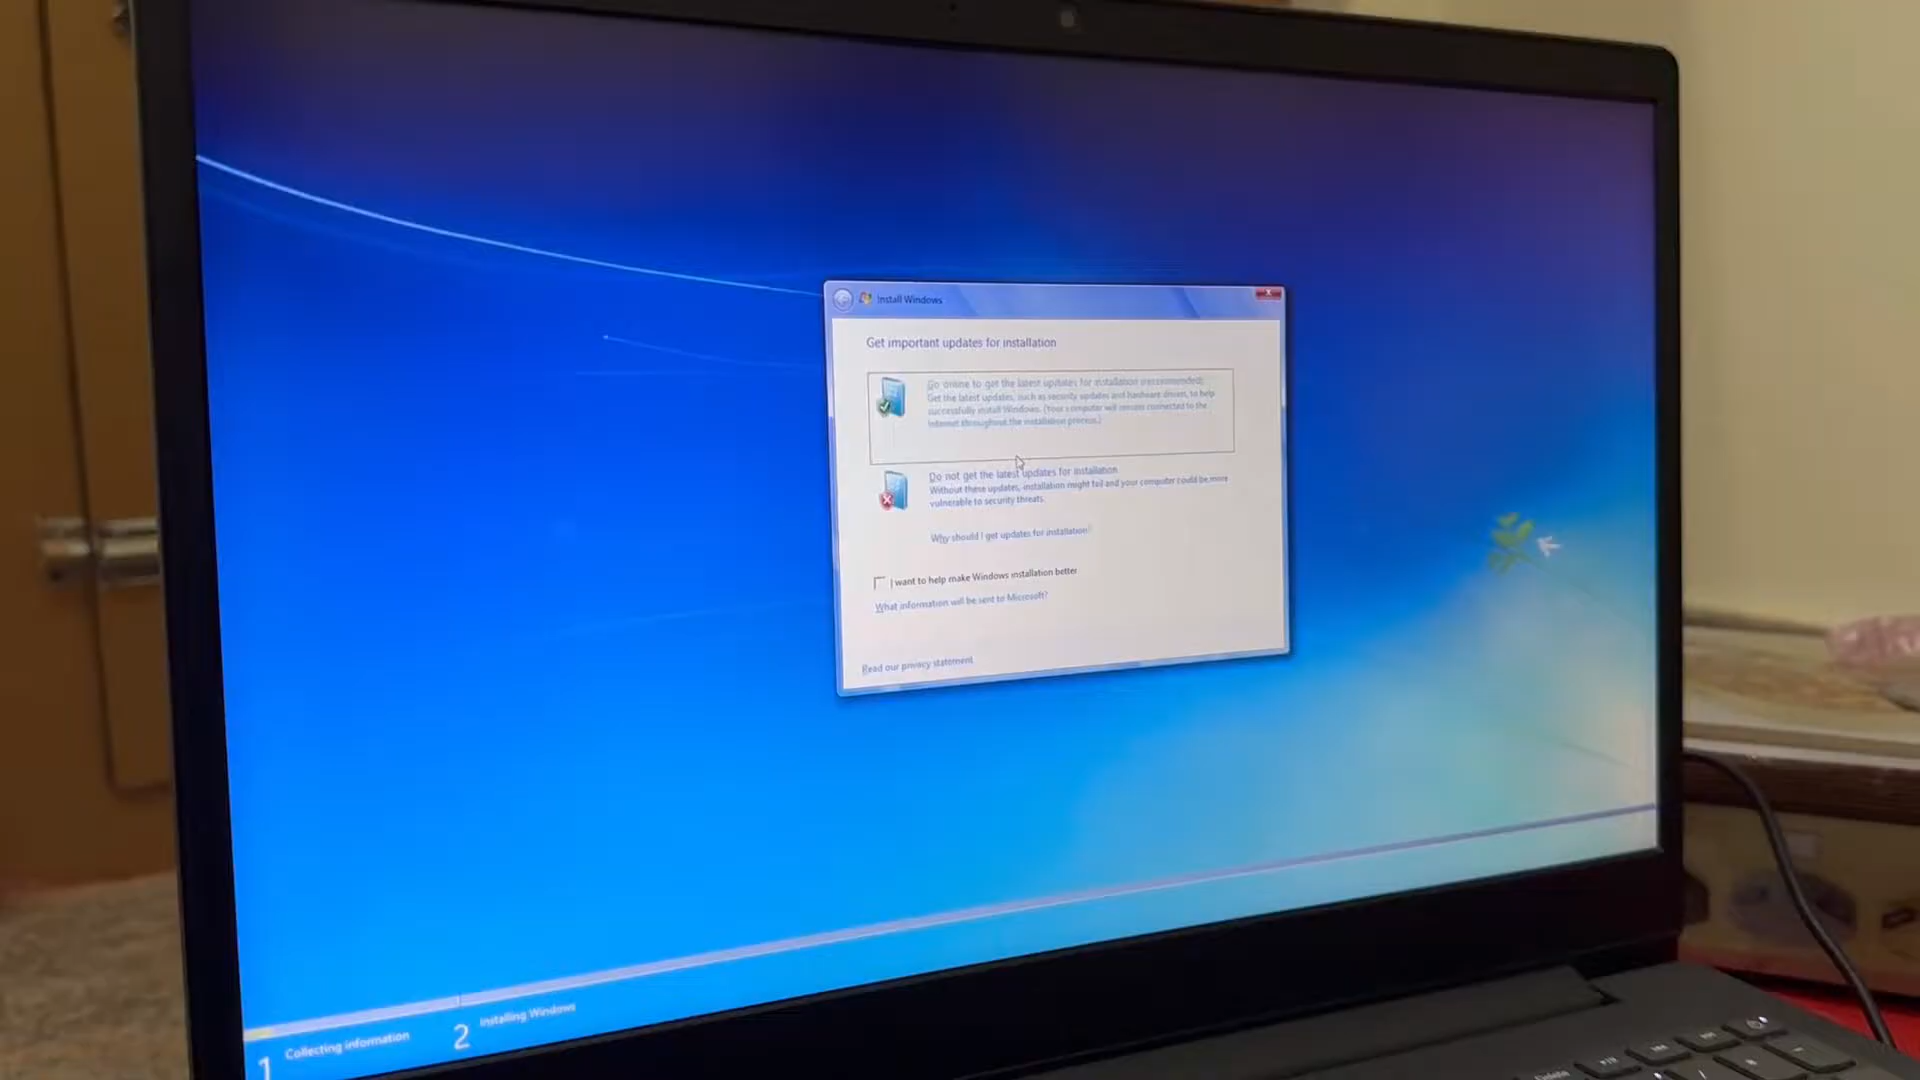 Install Windows
Get important updates for installation
Go online to get the latest updates for installation (recommended)
Get the latest updates, such as security updates and hardware drivers, to help
successfully install Windows. (Your computer will remain connected to the
Internet throughout the installation process.)
Do not get the latest updates for installation
Without these updates, installation might fail and your computer could be more
vulnerable to security threats.
Why should I get updates for installation?
I want to help make Windows installation better
What information will be sent to Microsoft?
Read our privacy statement
1 Collecting information
2 Installing Windows
Delete